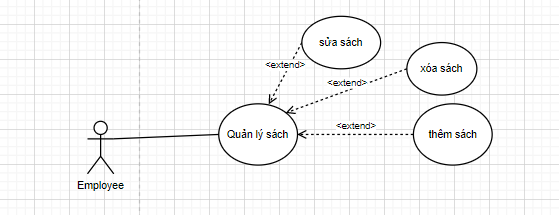 sửa sách
<extend>
xóa sách
<extend>
<extend>
Quản lý sách
thêm sách
Employee